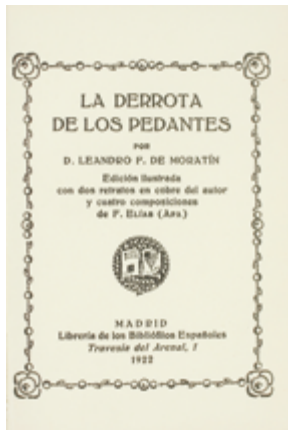 LA DERROTA
DE LOS PEDANTES
POR
D. LEANDRO F. DE MORATÍN
Edición ilustrada
con dos retratos en cobre del autor
y cuatro composiciones
de F. ELÍAS (APA)
MADRID
Librería de los Bibliófilos Españoles
Travesía del Arenal, 1
1922